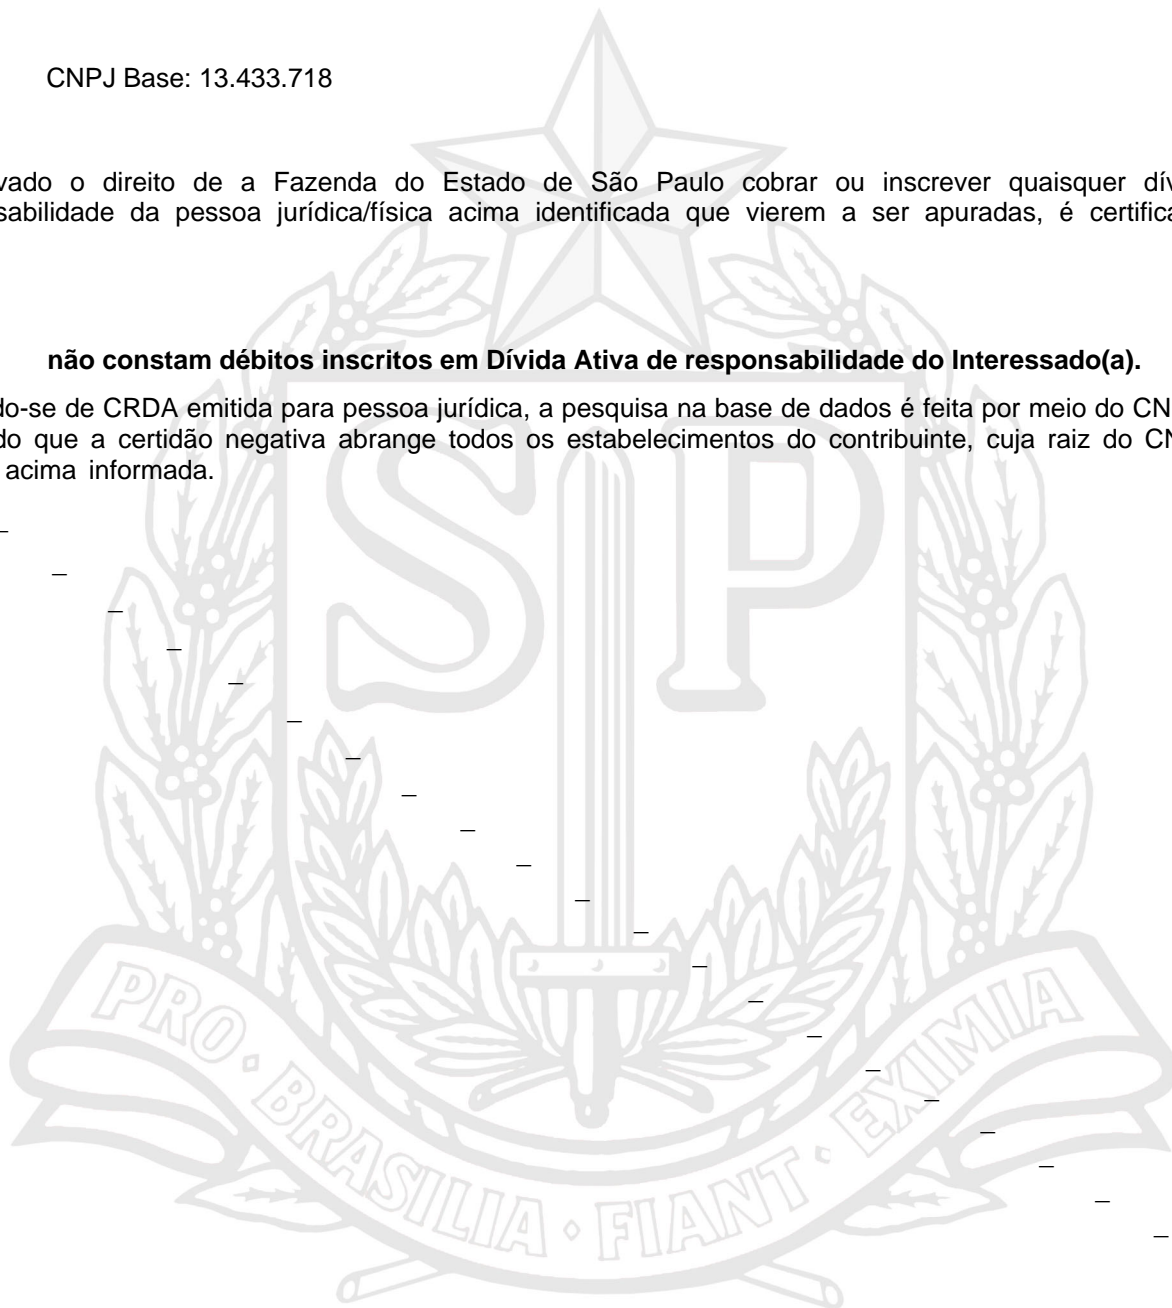 CNPJ Base: 13.433.718
vado o direito de a Fazenda do Estado de São Paulo cobrar ou inscrever quaisquer dív
sabilidade da pessoa jurídica/física acima identificada que vierem a ser apuradas, é certifica
não constam débitos inscritos em Dívida Ativa de responsabilidade do Interessado(a).
do-se de CRDA emitida para pessoa jurídica, a pesquisa na base de dados é feita por meio do CN
do que a certidão negativa abrange todos os estabelecimentos do contribuinte, cuja raiz do CN
acima informada.
SP
PRO • BRASILIA • FIANT • EXIMIA